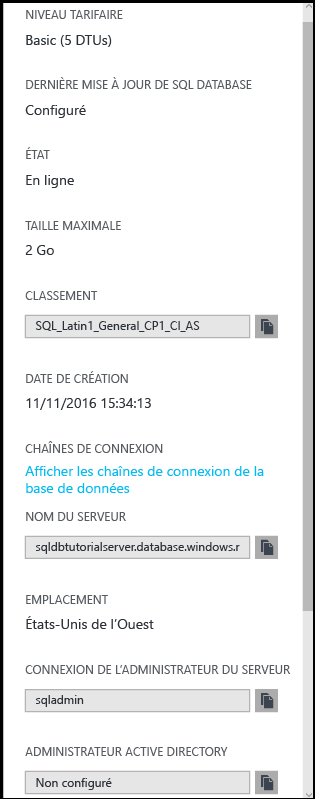 NIVEAU TARIFAIRE
Basic (5 DTUs)
DERNIÈRE MISE À JOUR DE SQL DATABASE
Configuré
ÉTAT
En ligne
TAILLE MAXIMALE
2 Go
CLASSEMENT
SQL_Latin1_General_CP1_CI_AS
DATE DE CRÉATION
11/11/2016 15:34:13
CHAÎNES DE CONNEXION
Afficher les chaînes de connexion de la
base de données
NOM DU SERVEUR
sqldbtutorialserver.database.windows.r
EMPLACEMENT
États-Unis de l'Ouest
CONNEXION DE L'ADMINISTRATEUR DU SERVEUR
sqladmin
ADMINISTRATEUR ACTIVE DIRECTORY
Non configuré